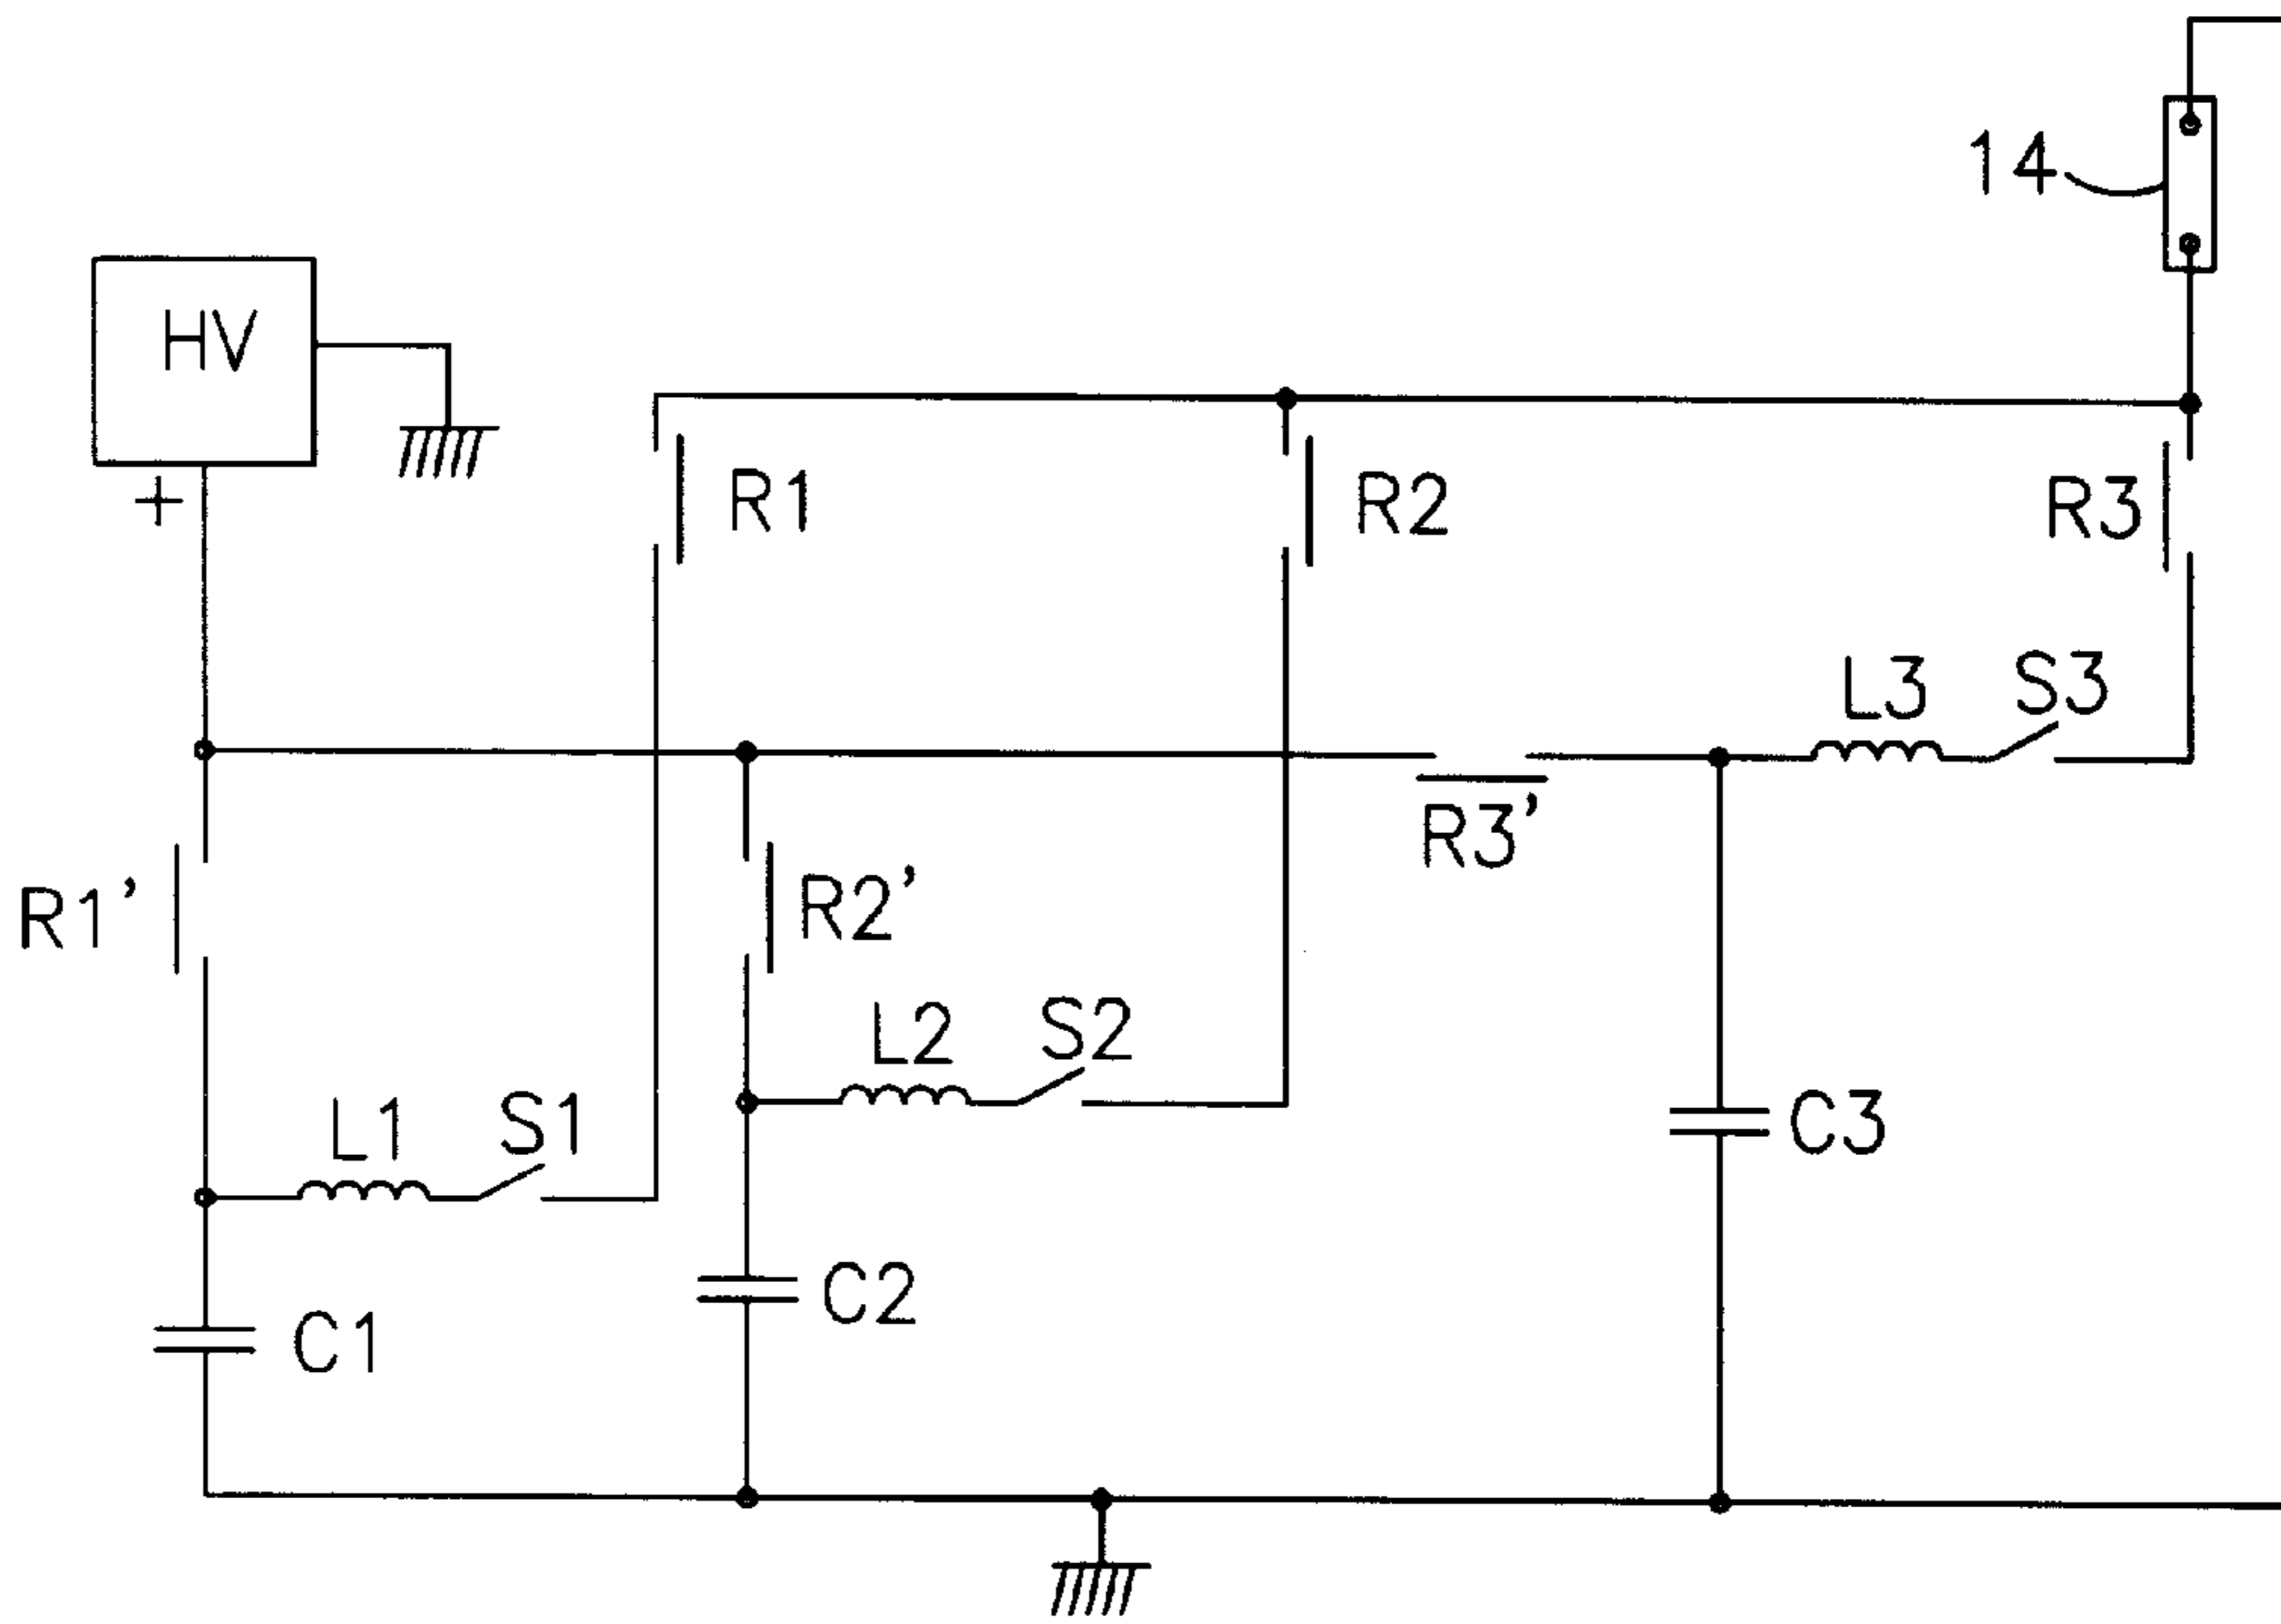 14
HV
+
R1
R2
R3
L3
S3
R3'
R1'
R2'
L2
S2
L1
S1
C3
C2
C1